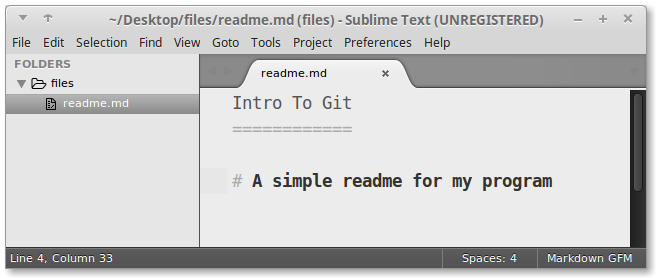 ~/Desktop/files/readme.md (files) - Sublime Text (UNREGISTERED)
File Edit Selection Find View Goto Tools Project Preferences Help
FOLDERS
files
readme.md
readme.md
Intro To Git
============
# A simple readme for my program
Line 4, Column 33
Spaces: 4
Markdown GFM